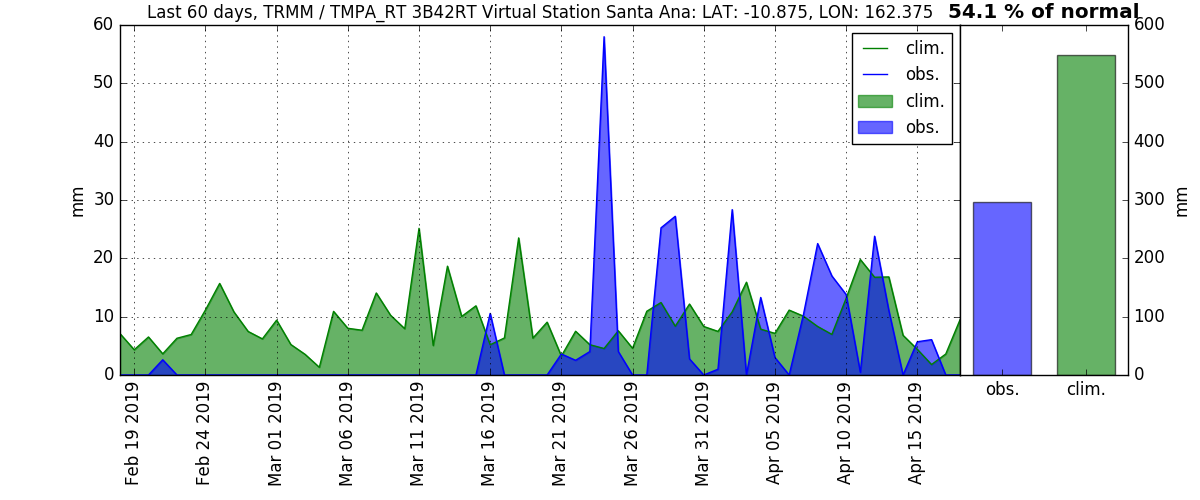 Last 60 days, TRMM / TMPA_RT 3B42RT Virtual Station Santa Ana: LAT: -10.875, LON: 162.375
54.1 % of normal
60
50
40
30
20
10
0
mm
clim.
obs.
clim.
obs.
Feb 19 2019
Feb 24 2019
Mar 01 2019
Mar 06 2019
Mar 11 2019
Mar 16 2019
Mar 21 2019
Mar 26 2019
Mar 31 2019
Apr 05 2019
Apr 10 2019
Apr 15 2019
600
500
400
300
200
100
0
mm
obs.
clim.